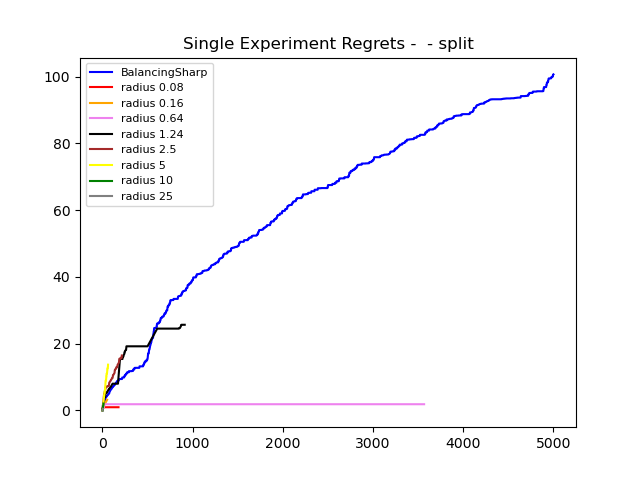 Single Experiment Regrets -  - split
BalancingSharp
radius 0.08
radius 0.16
radius 0.64
radius 1.24
radius 2.5
radius 5
radius 10
radius 25
100
80
60
40
20
0
0 1000 2000 3000 4000 5000